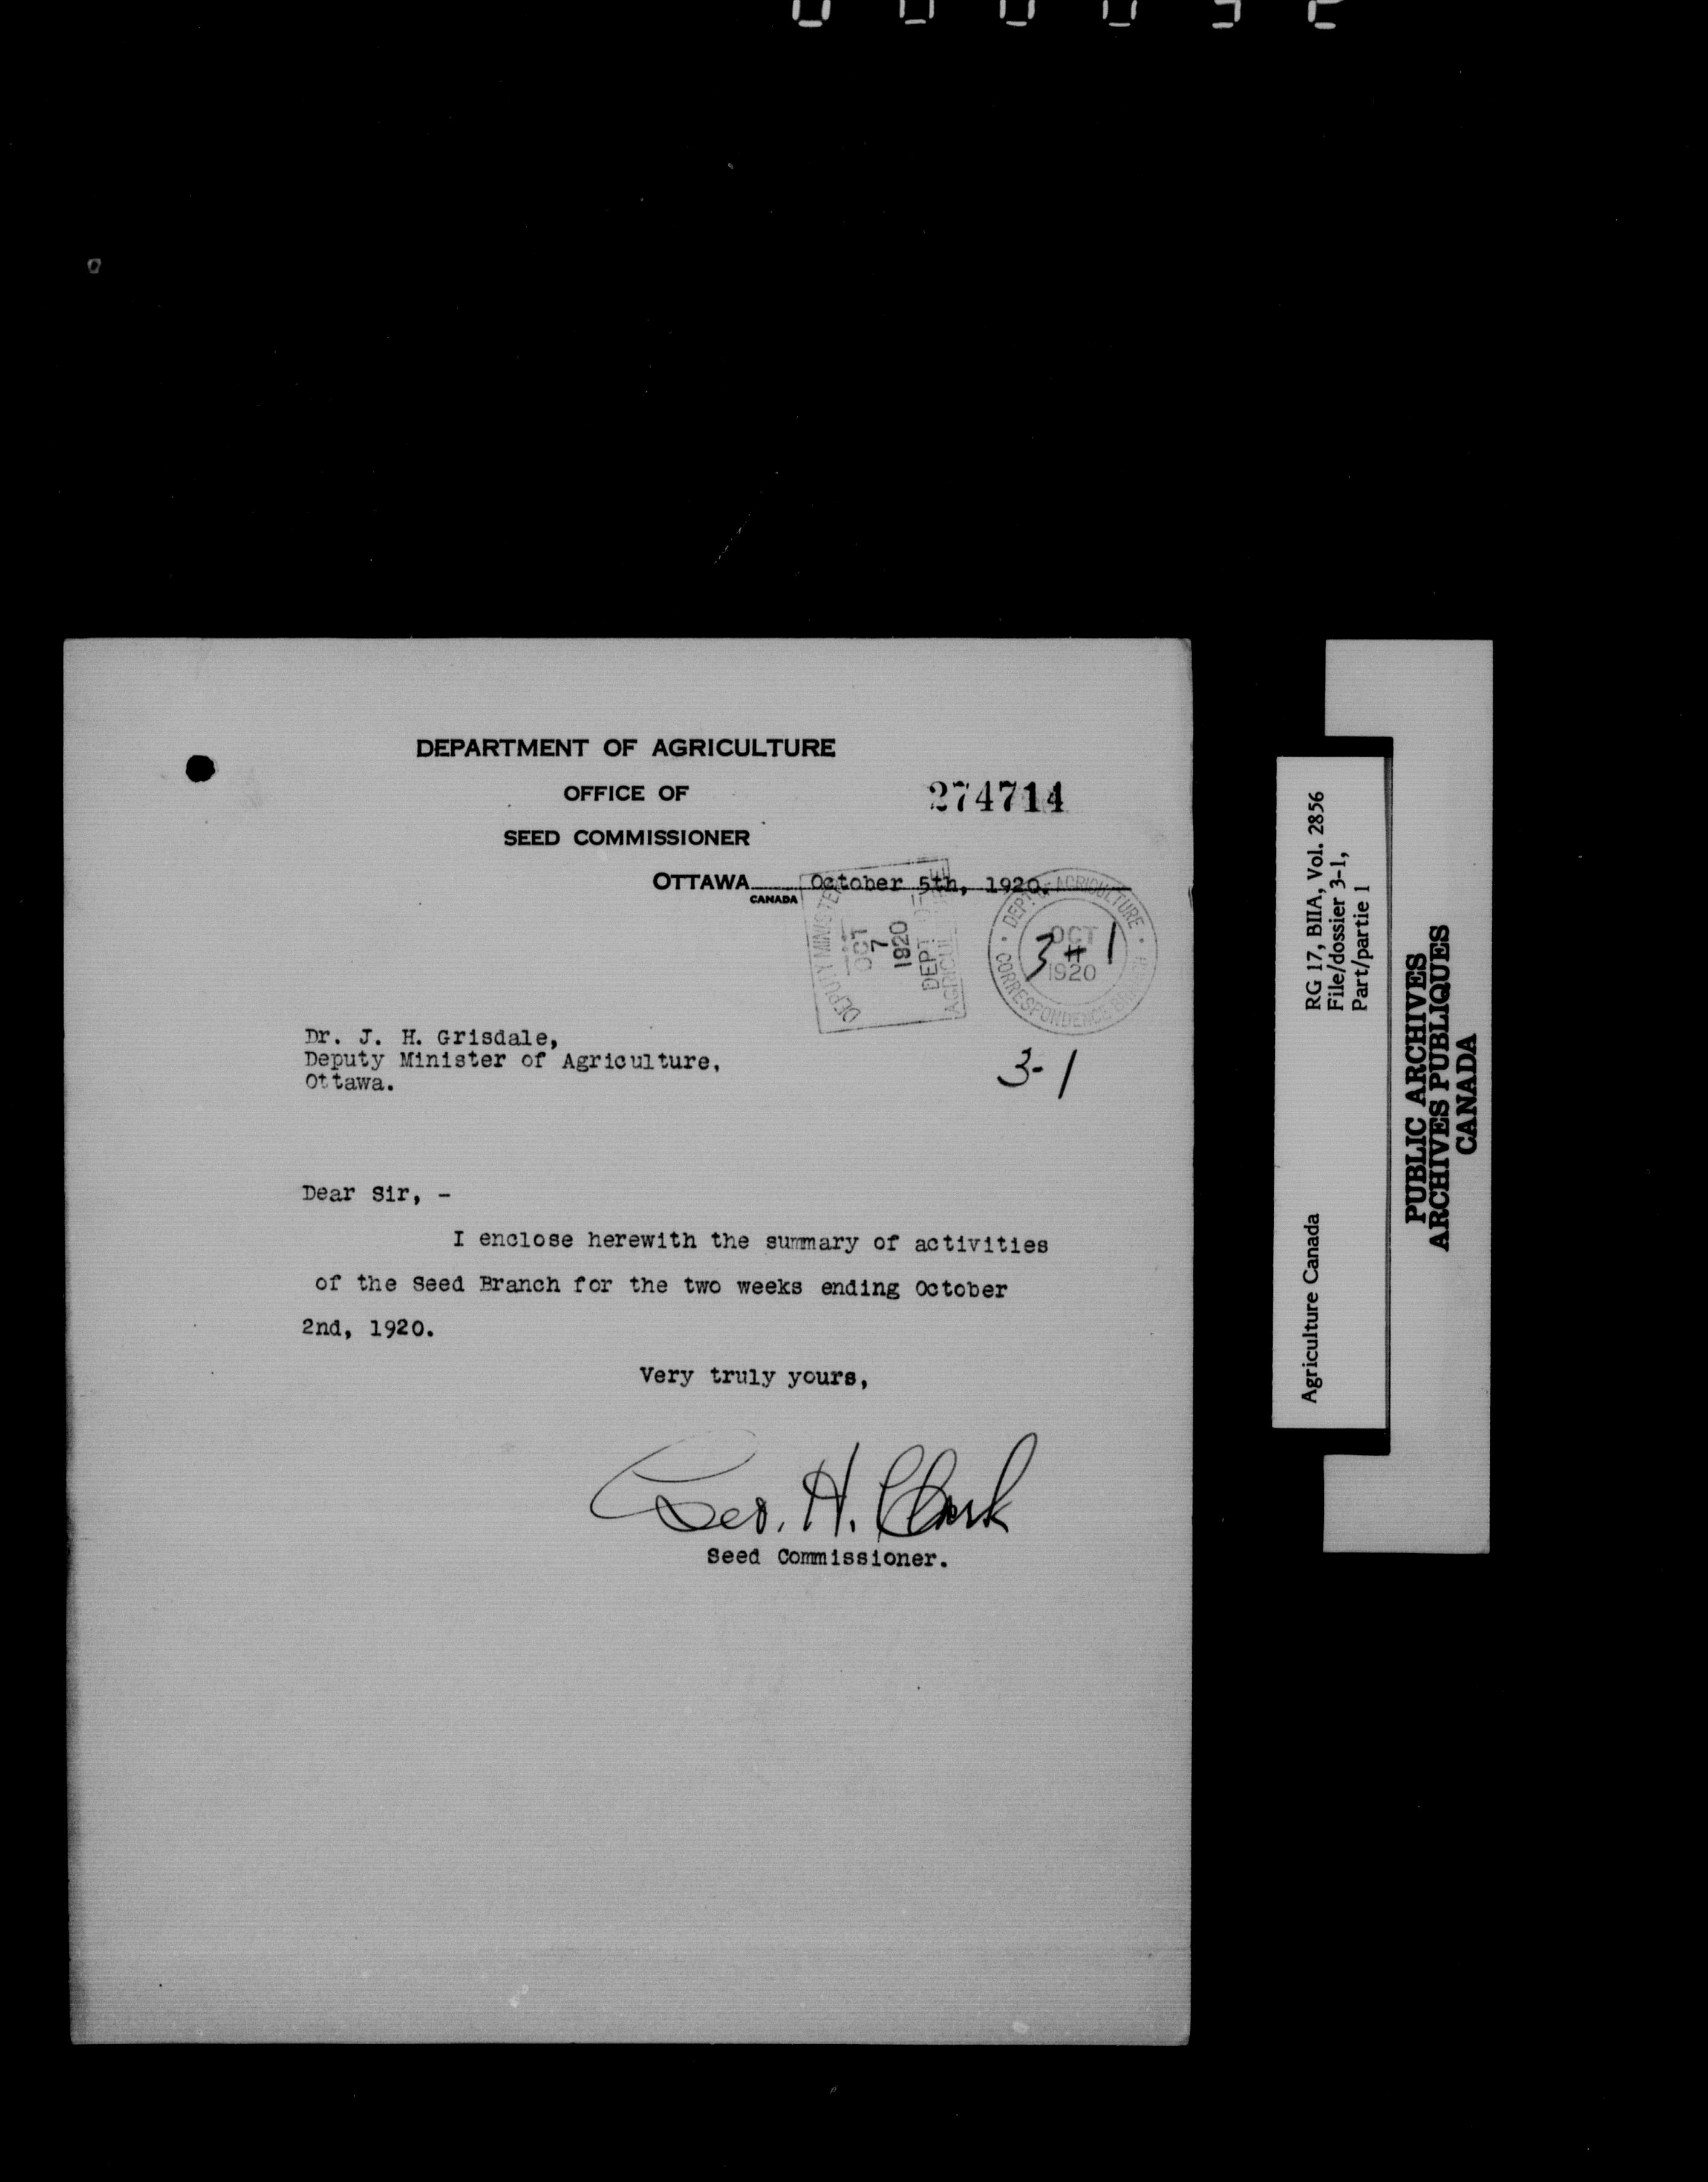 DEPARTMENT OF AGRICULTURE
OFFICE OF
274714
SEED COMMISSIONER
OTTAWA October 5th, 1920.
CANADA
DEPUTY MINISTER
OCT
7
1920
DEPT OF
AGRICUL
DEPT. OF AGRICULTURE
OCT
1920
CORRESPONDENCE BRANCH
3-1
Dr. J. H. Grisdale,
Deputy Minister of Agriculture,
Ottawa.
3-1
Dear Sir, -
I enclose herewith the summary of activities
of the Seed Branch for the two weeks ending October
2nd, 1920.
Very truly yours,
Geo. H. Clark
Seed Commissioner.
Agriculture Canada
RG 17, BIIA, Vol. 2856
File/dossier 3-1,
Part/partie 1
PUBLIC ARCHIVES
ARCHIVES PUBLIQUES
CANADA